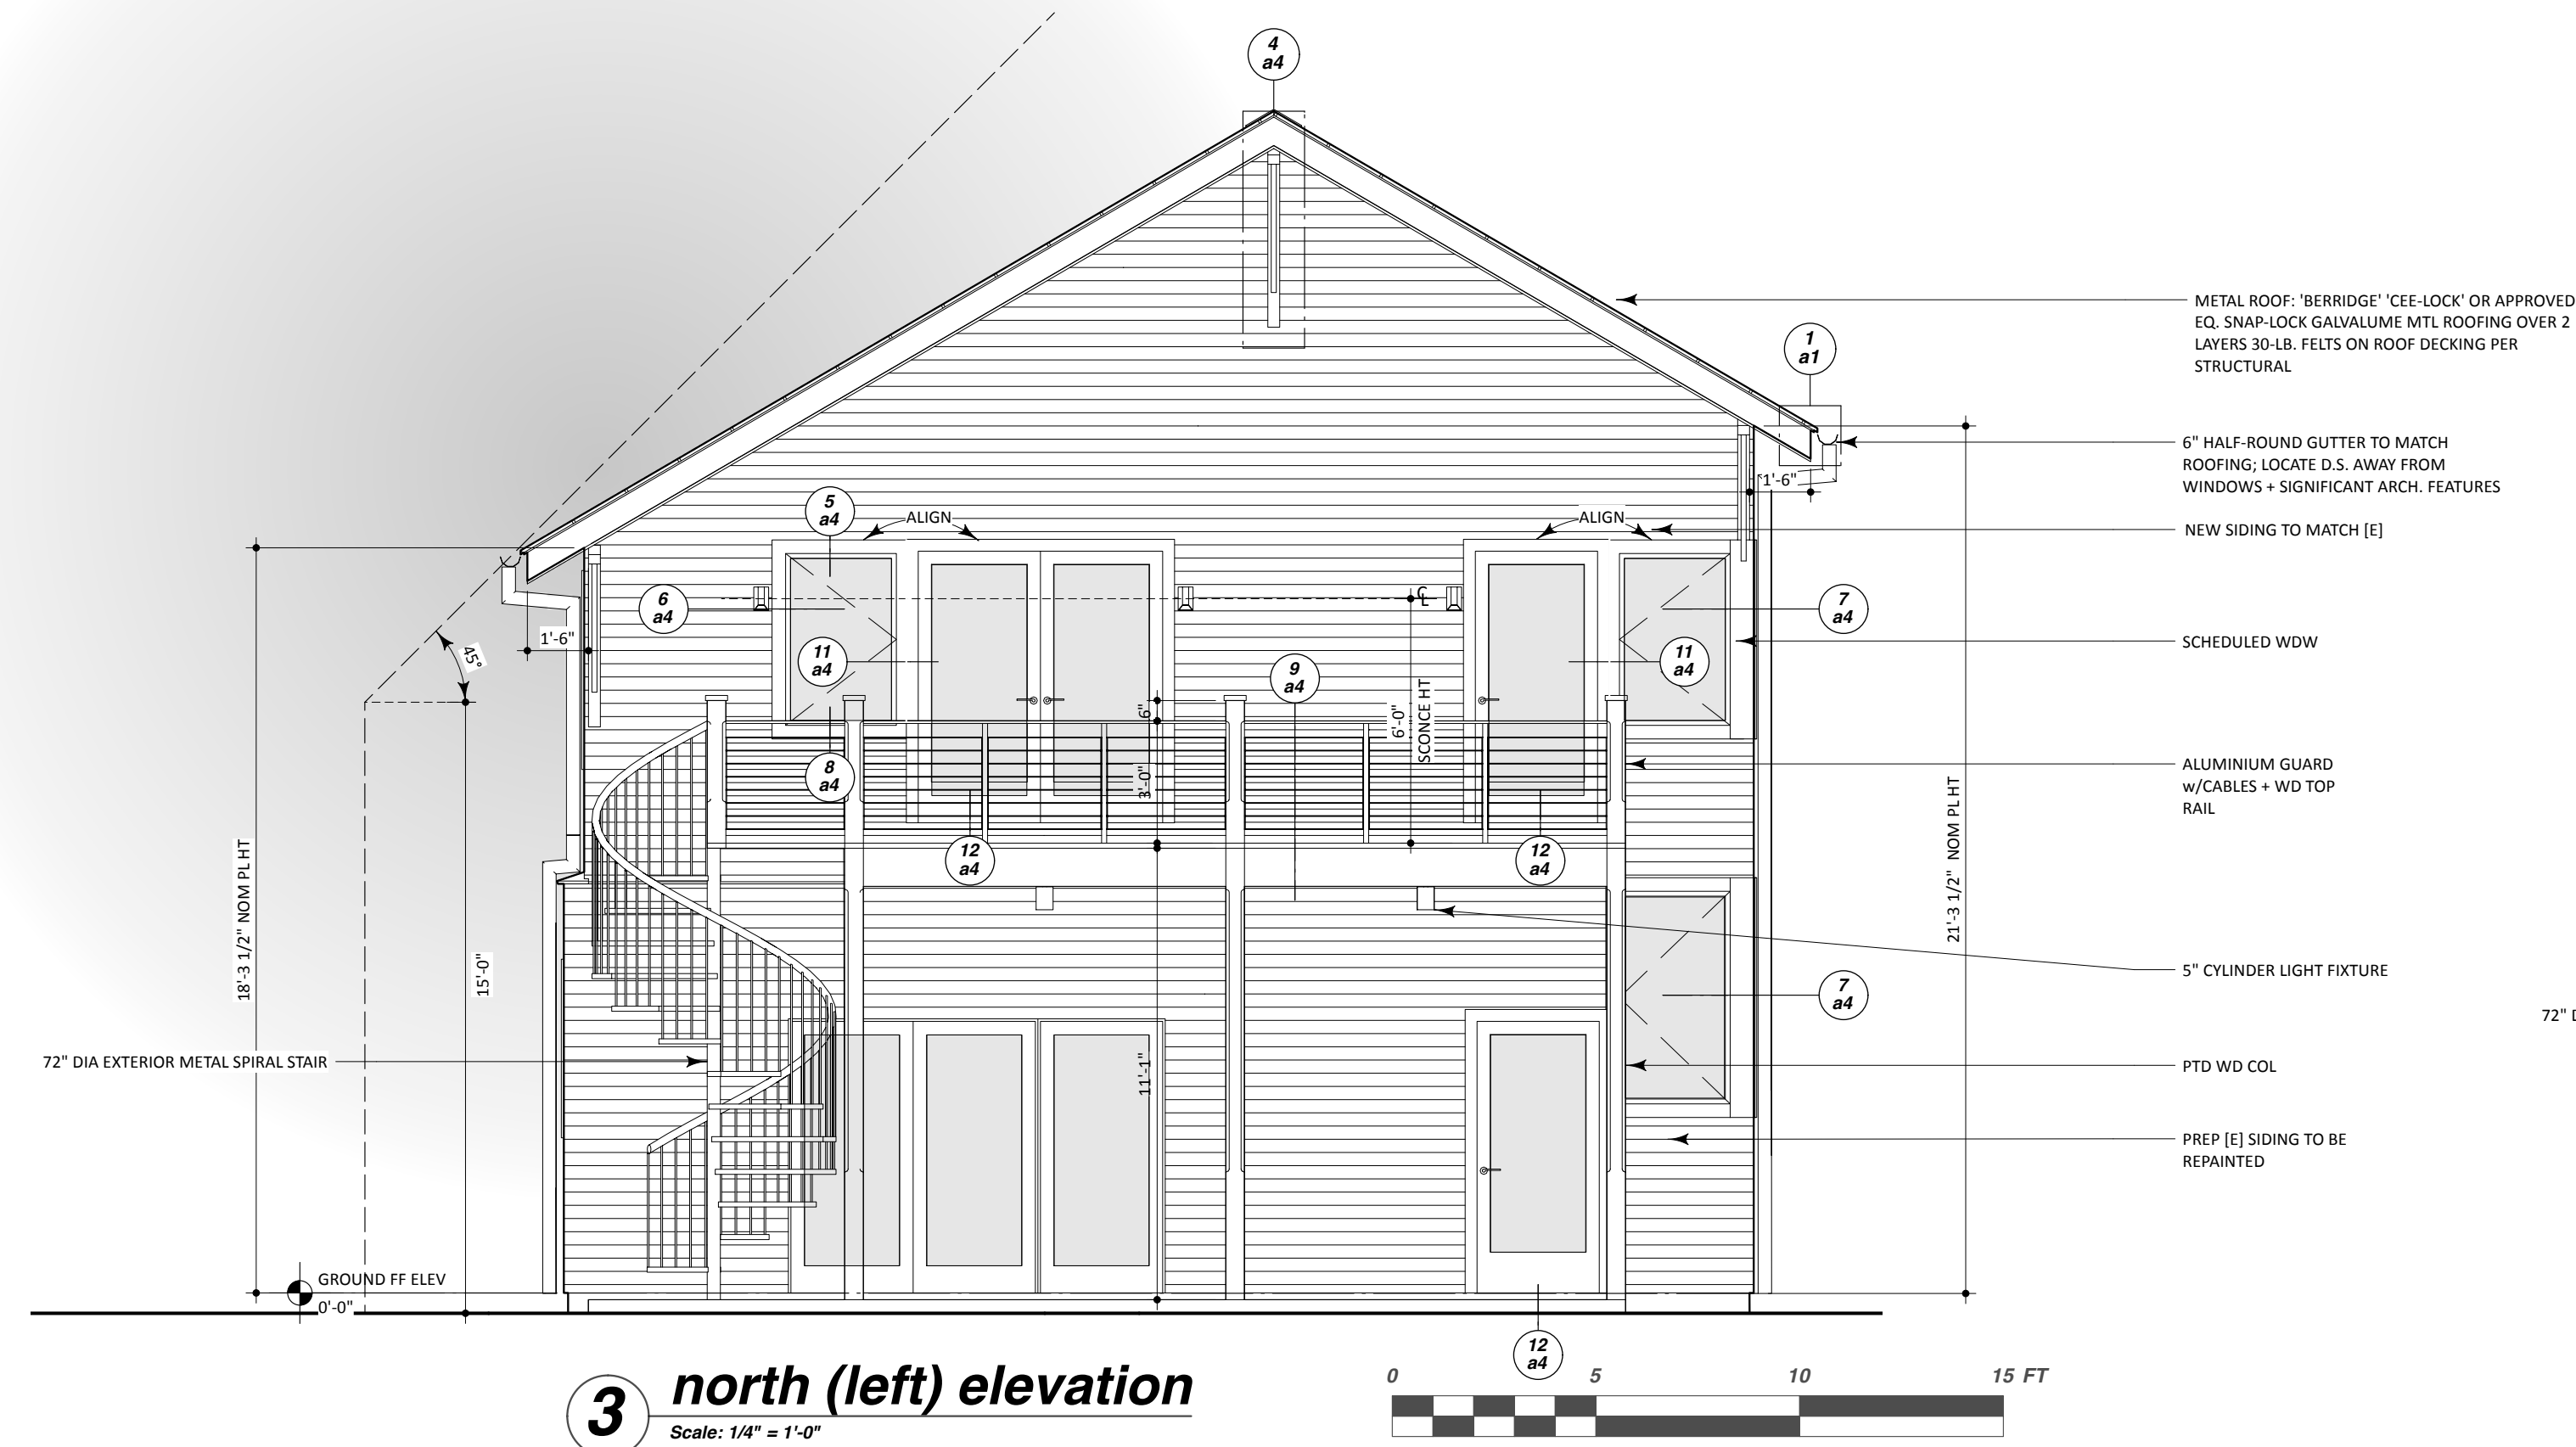 4
a4
METAL ROOF: 'BERRIDGE' 'CEE-LOCK' OR APPROVED
EQ. SNAP-LOCK GALVALUME MTL ROOFING OVER 2
LAYERS 30-LB. FELTS ON ROOF DECKING PER
STRUCTURAL
1
a1
6" HALF-ROUND GUTTER TO MATCH
ROOFING; LOCATE D.S. AWAY FROM
WINDOWS + SIGNIFICANT ARCH. FEATURES
1'-6"
5
a4
ALIGN
ALIGN
NEW SIDING TO MATCH [E]
6
a4
CL
7
a4
1'-6"
45°
11
a4
9
a4
11
a4
SCHEDULED WDW
6"
6'-0"
SCONCE HT
8
a4
3'-0"
ALUMINIUM GUARD
w/CABLES + WD TOP
RAIL
12
a4
12
a4
18'-3 1/2" NOM PL HT
15'-0"
21'-3 1/2" NOM PL HT
5" CYLINDER LIGHT FIXTURE
7
a4
72" D
72" DIA EXTERIOR METAL SPIRAL STAIR
11'-1"
PTD WD COL
PREP [E] SIDING TO BE
REPAINTED
GROUND FF ELEV
0'-0"
12
a4
3
north (left) elevation
Scale: 1/4" = 1'-0"
0 5 10 15 FT